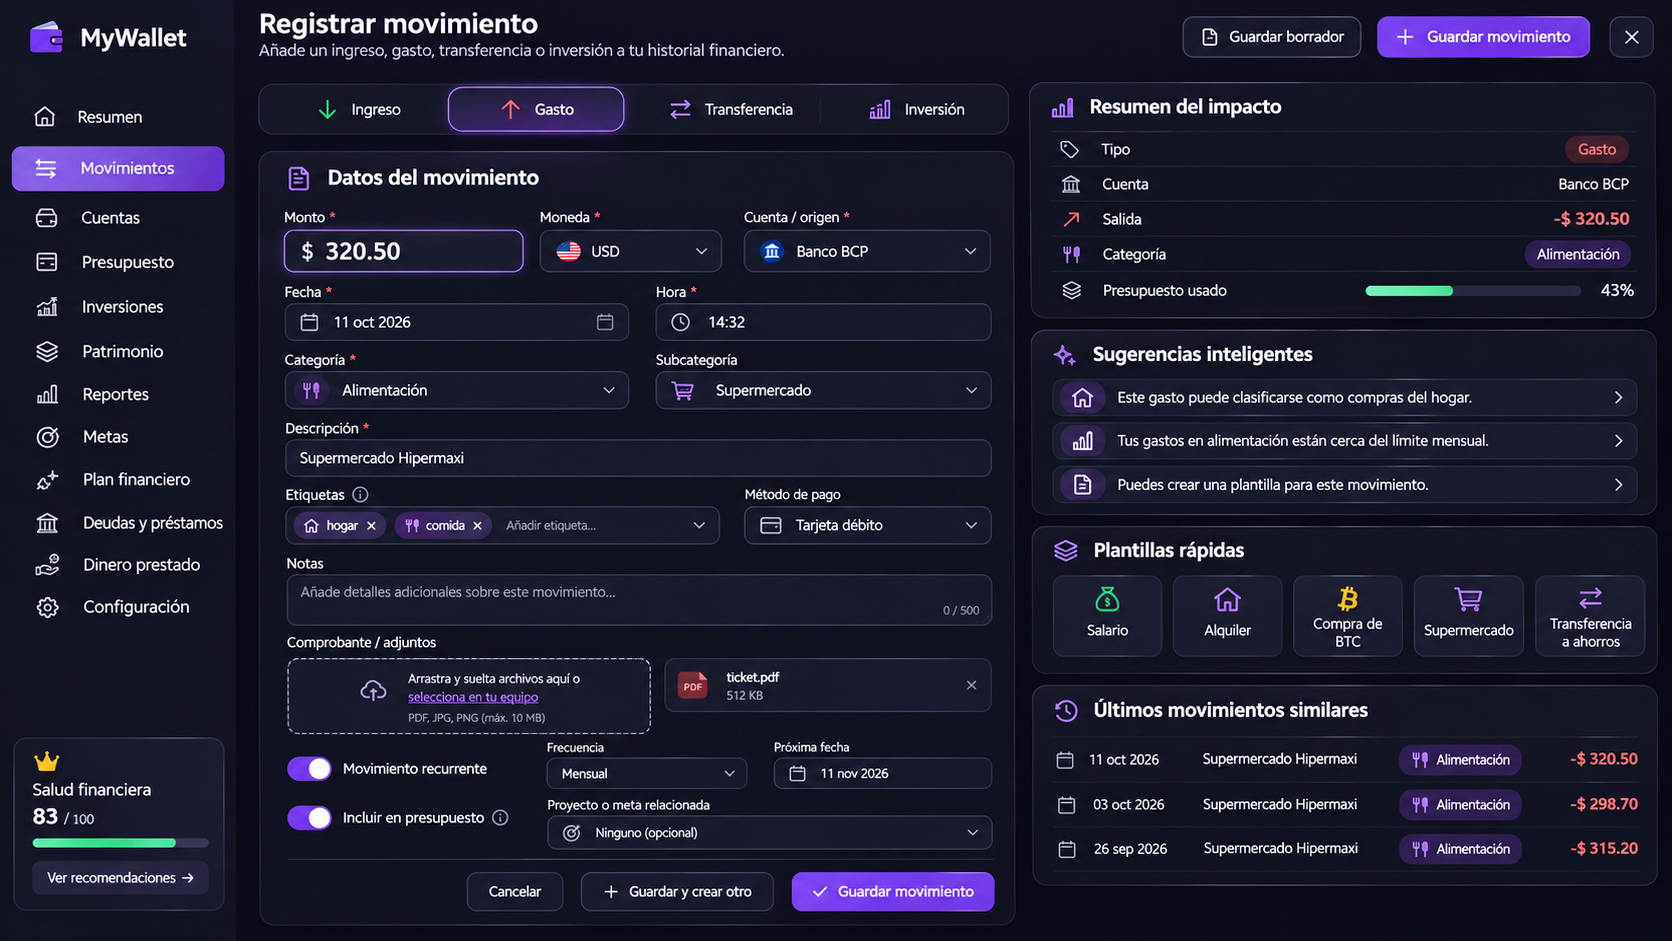 MyWallet
Resumen
Movimientos
Cuentas
Presupuesto
Inversiones
Patrimonio
Reportes
Metas
Plan financiero
Deudas y préstamos
Dinero prestado
Configuración
Salud financiera
83 / 100
Ver recomendaciones →
Registrar movimiento
Añade un ingreso, gasto, transferencia o inversión a tu historial financiero.
Guardar borrador
+ Guardar movimiento
Ingreso
Gasto
Transferencia
Inversión
Datos del movimiento
Monto *
$ 320.50
Moneda *
USD
Cuenta / origen *
Banco BCP
Fecha *
11 oct 2026
Hora *
14:32
Categoría *
Alimentación
Subcategoría
Supermercado
Descripción *
Supermercado Hipermaxi
Etiquetas
hogar ×
comida ×
Añadir etiqueta...
Método de pago
Tarjeta débito
Notas
Añade detalles adicionales sobre este movimiento...
0 / 500
Comprobante / adjuntos
Arrastra y suelta archivos aquí o
selecciona en tu equipo
PDF, JPG, PNG (máx. 10 MB)
PDF
ticket.pdf
512 KB
Movimiento recurrente
Frecuencia
Mensual
Próxima fecha
11 nov 2026
Incluir en presupuesto
Proyecto o meta relacionada
Ninguno (opcional)
Cancelar
+ Guardar y crear otro
Guardar movimiento
Resumen del impacto
Tipo
Gasto
Cuenta
Banco BCP
Salida
-$ 320.50
Categoría
Alimentación
Presupuesto usado
43%
Sugerencias inteligentes
Este gasto puede clasificarse como compras del hogar.
Tus gastos en alimentación están cerca del límite mensual.
Puedes crear una plantilla para este movimiento.
Plantillas rápidas
Salario
Alquiler
Compra de
BTC
Supermercado
Transferencia
a ahorros
Últimos movimientos similares
11 oct 2026 Supermercado Hipermaxi Alimentación -$ 320.50
03 oct 2026 Supermercado Hipermaxi Alimentación -$ 298.70
26 sep 2026 Supermercado Hipermaxi Alimentación -$ 315.20